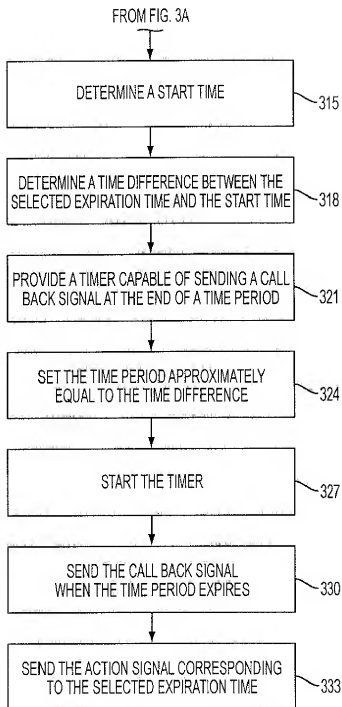 FROM FIG. 3A
DETERMINE A START TIME
315
DETERMINE A TIME DIFFERENCE BETWEEN THE
SELECTED EXPIRATION TIME AND THE START TIME
318
PROVIDE A TIMER CAPABLE OF SENDING A CALL
BACK SIGNAL AT THE END OF A TIME PERIOD
321
SET THE TIME PERIOD APPROXIMATELY
EQUAL TO THE TIME DIFFERENCE
324
START THE TIMER
327
SEND THE CALL BACK SIGNAL
WHEN THE TIME PERIOD EXPIRES
330
SEND THE ACTION SIGNAL CORRESPONDING
TO THE SELECTED EXPIRATION TIME
333